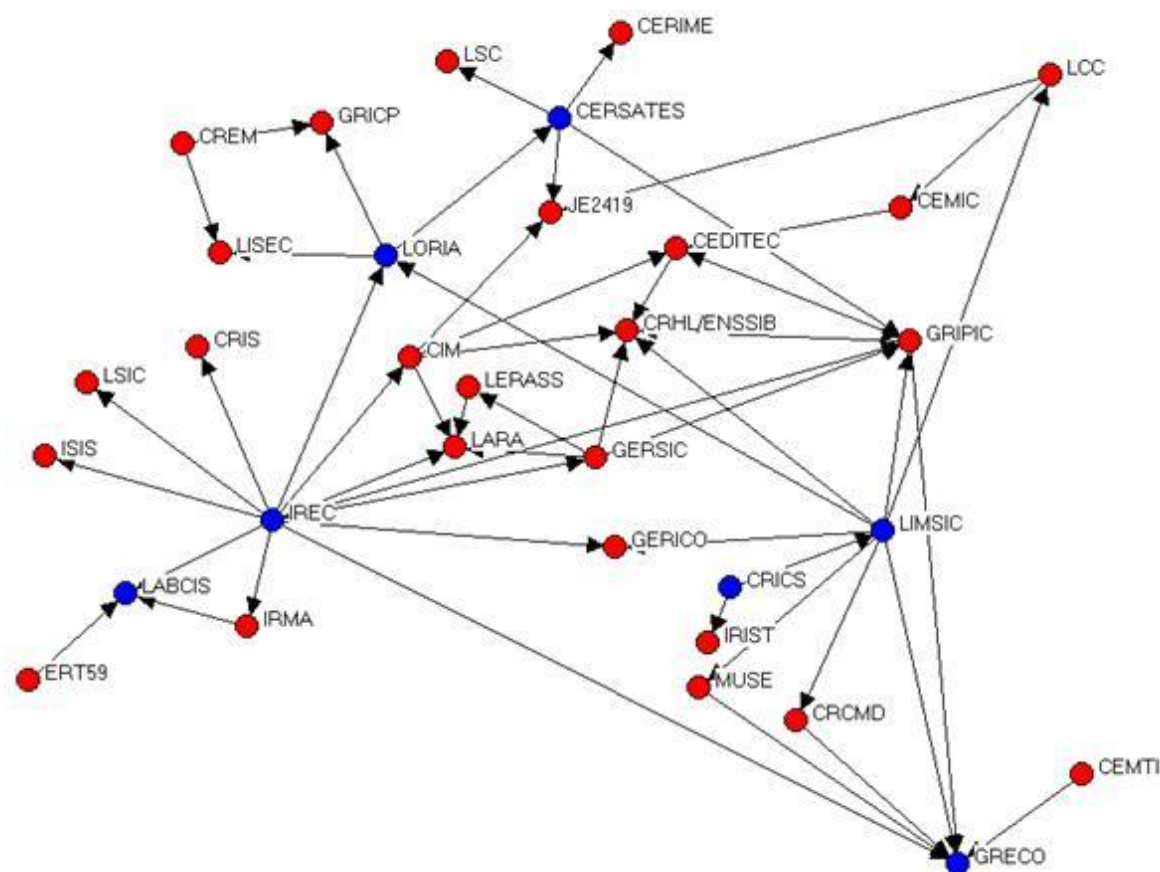 CERIME
LSC
LCC
CERSATES
GRICP
CREM
JE2419
CEMIC
LISEC
LORIA
CEDITEC
CRHL/ENSSIB
GRIPIC
CRIS
CIM
LSIC
LERASS
LARA
GERSIC
ISIS
IREC
LIMSIC
GERICO
LABCIS
CRICS
IRMA
IRIST
ERT59
MUSE
CRCMD
CEMTI
GRECO